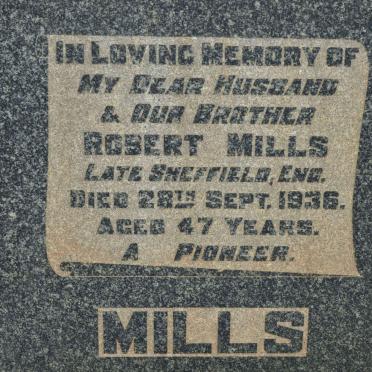 IN LOVING MEMORY OF
MY DEAR HUSBAND
& OUR BROTHER
ROBERT MILLS
LATE SHEFFIELD, ENG.
DIED 28TH SEPT. 1936.
AGED 47 YEARS.
A PIONEER.
MILLS